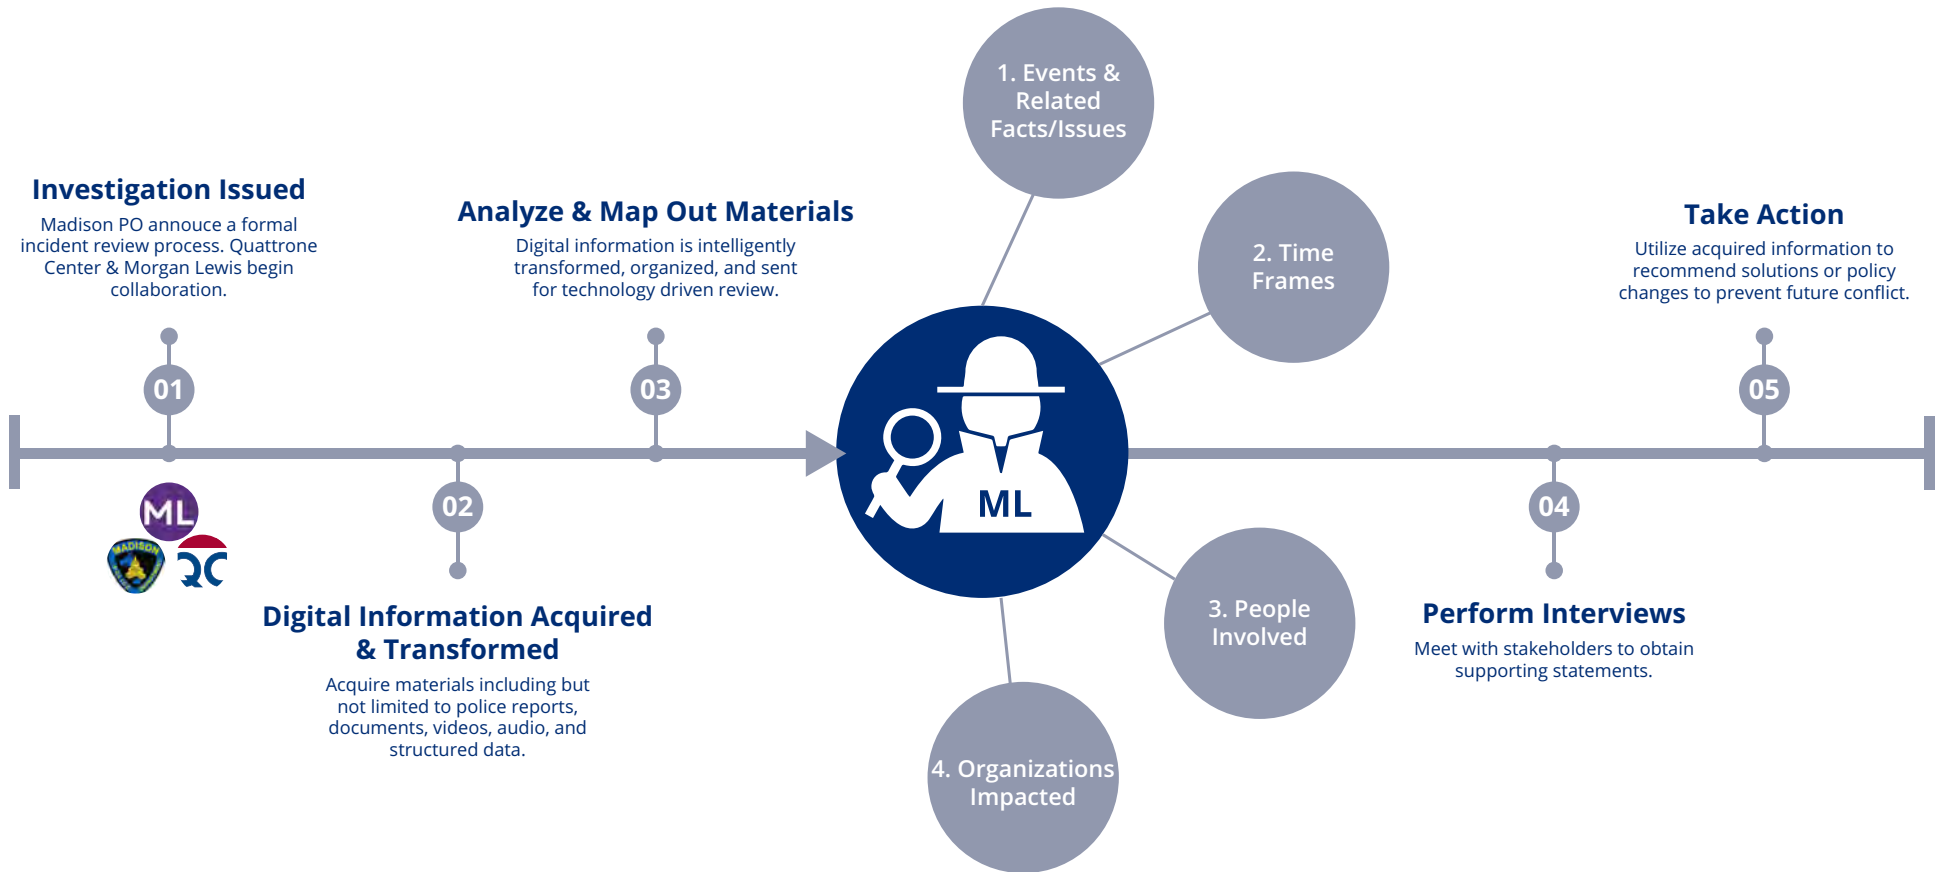 Investigation Issued
Madison PO annouce a formal
incident review process. Quattrone
Center & Morgan Lewis begin
collaboration.
01
ML
MADISON
QC
02
Digital Information Acquired
& Transformed
Acquire materials including but
not limited to police reports,
documents, videos, audio, and
structured data.
Analyze & Map Out Materials
Digital information is intelligently
transformed, organized, and sent
for technology driven review.
03
ML
1. Events &
Related
Facts/Issues
2. Time
Frames
3. People
Involved
4. Organizations
Impacted
04
Perform Interviews
Meet with stakeholders to obtain
supporting statements.
Take Action
Utilize acquired information to
recommend solutions or policy
changes to prevent future conflict.
05